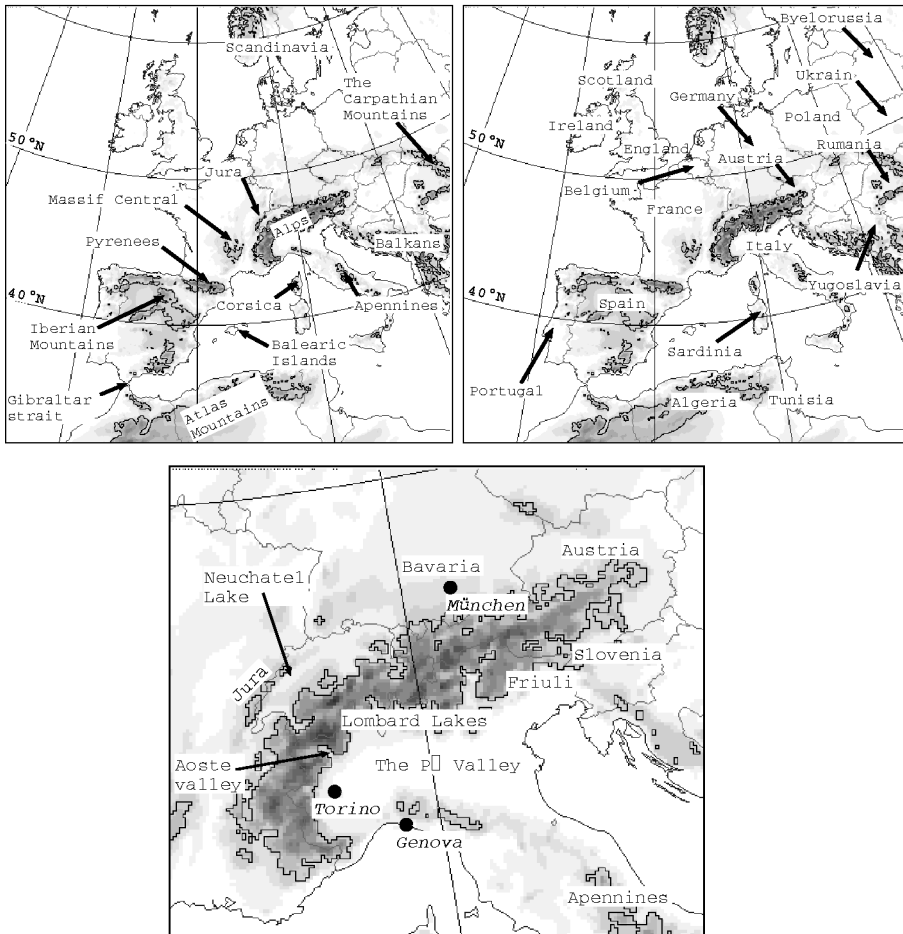 Scandinavia
The
Carpathian
Mountains
50°N
Jura
Massif Central
Alps
Pyrenees
Balkans
40°N
Corsica
Apennines
Iberian
Mountains
Balearic
Islands
Gibraltar
strait
Atlas
Mountains
Byelorussia
Scotland
Ukrain
Germany
Ireland
Poland
50°N
England
Austria
Rumania
Belgium
France
Italy
Yugoslavia
40°N
Spain
Sardinia
Portugal
Algeria
Tunisia
Austria
Neuchatel
Lake
Bavaria
München
Slovenia
Jura
Friuli
Lombard Lakes
Aoste
valley
The P▯ Valley
Torino
Genova
Apennines